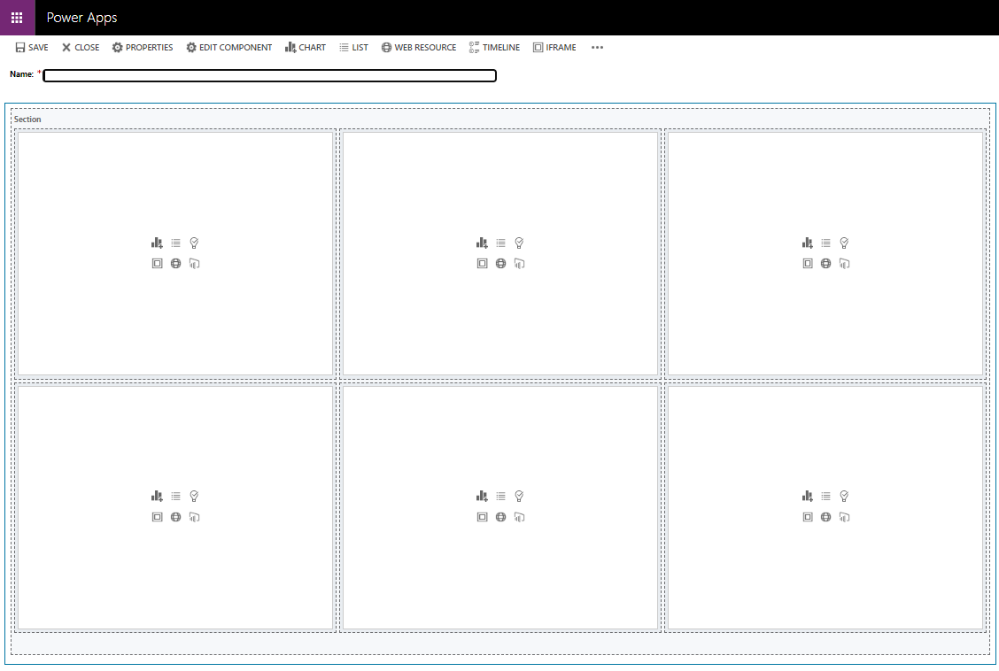 Power Apps
SAVE CLOSE PROPERTIES EDIT COMPONENT CHART LIST WEB RESOURCE TIMELINE IFRAME •••
Name: *
Section